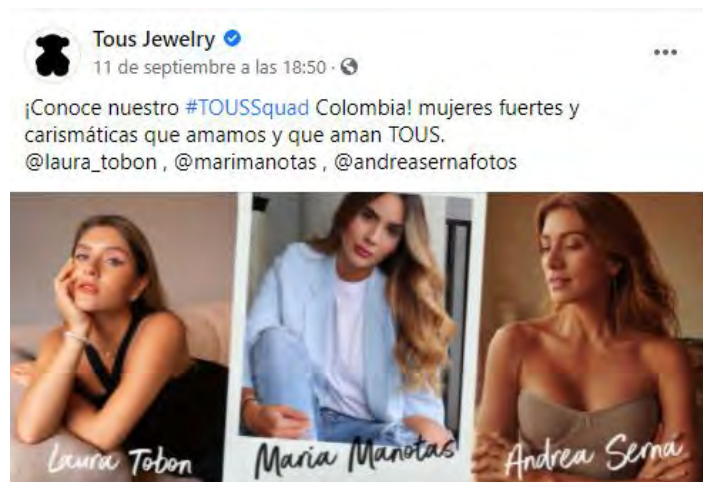 Tous Jewelry
11 de septiembre a las 18:50 ·
¡Conoce nuestro #TOUSSquad Colombia! mujeres fuertes y
carismáticas que amamos y que aman TOUS.
@laura_tobon , @marimanotas , @andreasernafotos
Laura Tobon
Maria Manotas
Andrea Serna